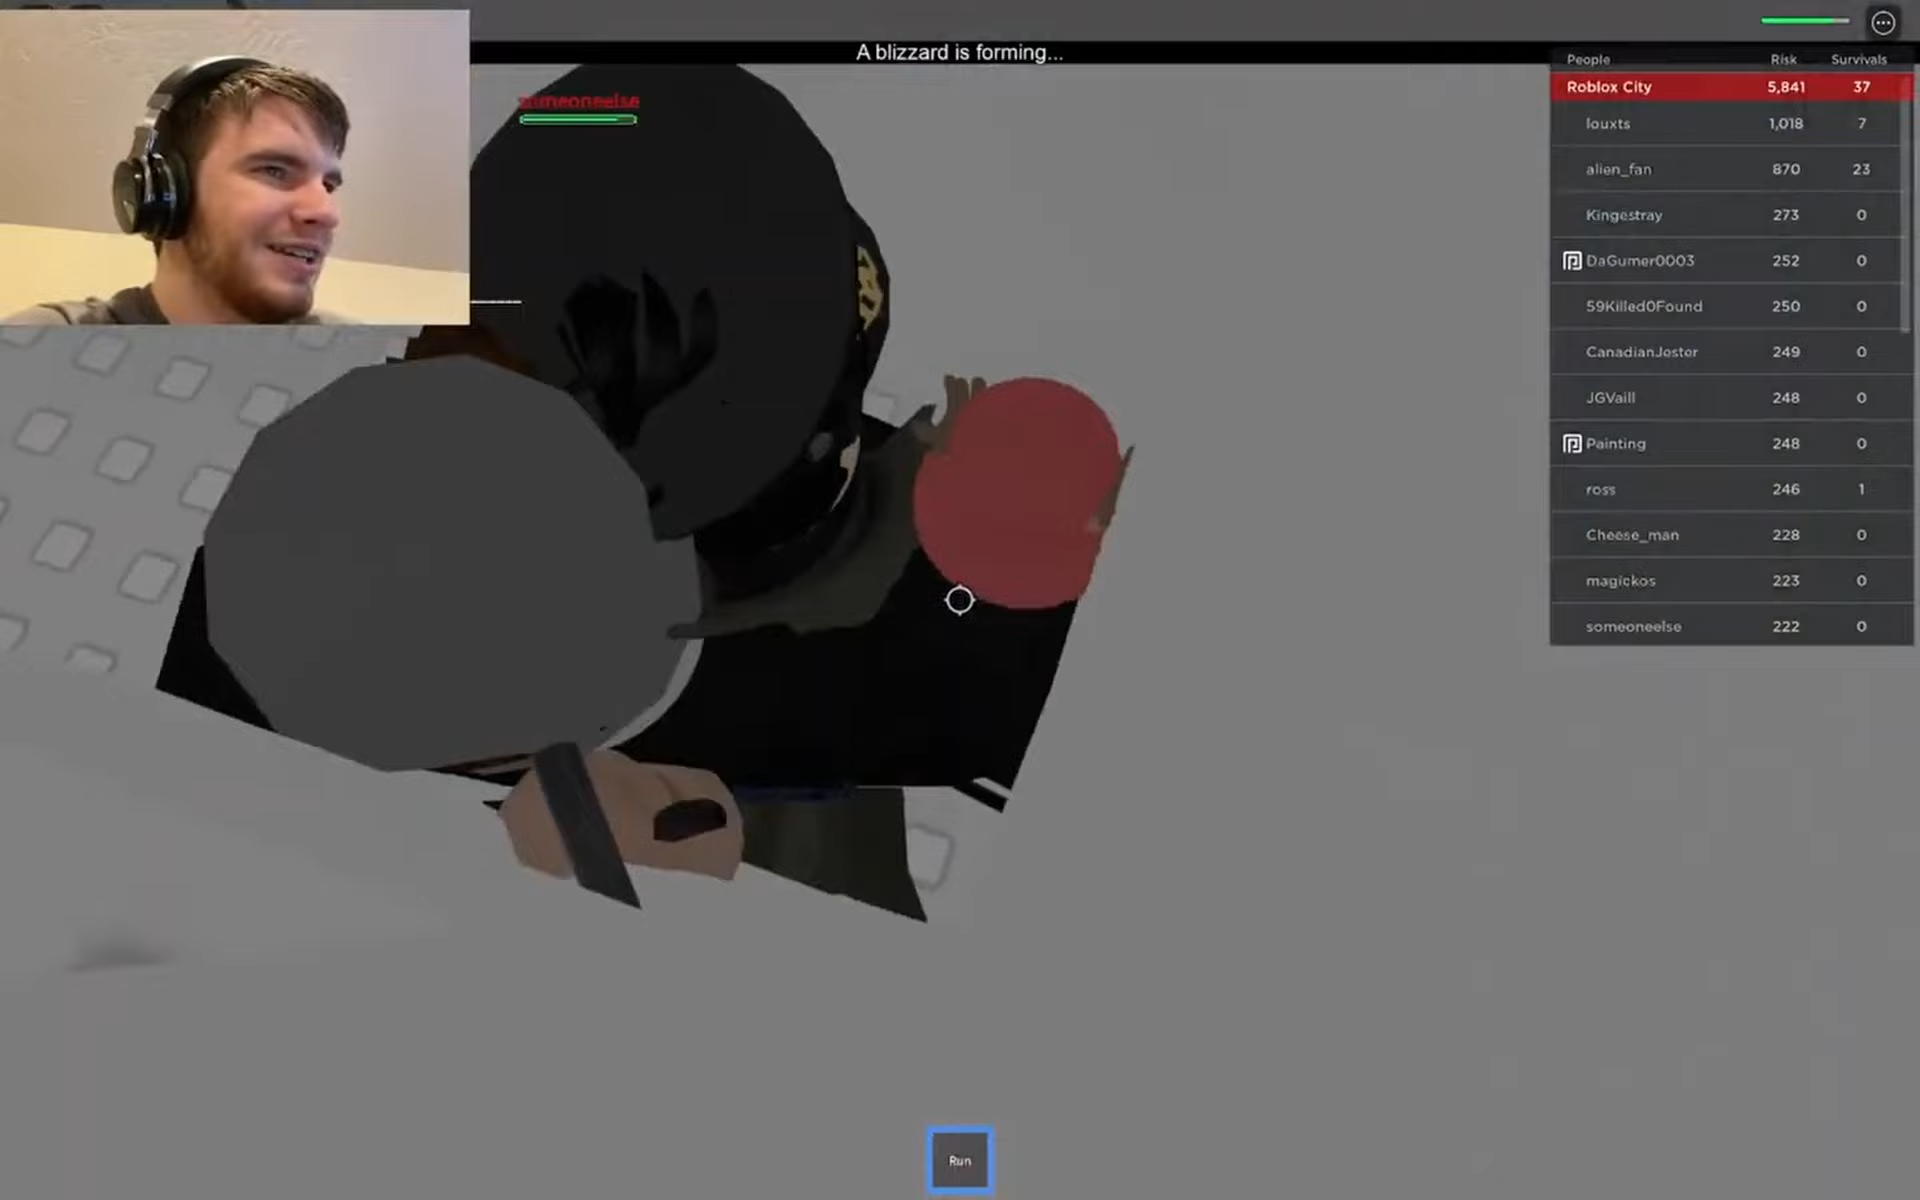 A blizzard is forming...
someoneelse
People Risk Survivals
Roblox City 5,841 37
louxts 1,018 7
alien_fan 870 23
Kingestray 273 0
DaGumer0003 252 0
59Killed0Found 250 0
CanadianJester 249 0
JGVaill 248 0
Painting 248 0
ross 246 1
Cheese_man 228 0
magickos 223 0
someoneelse 222 0
Run